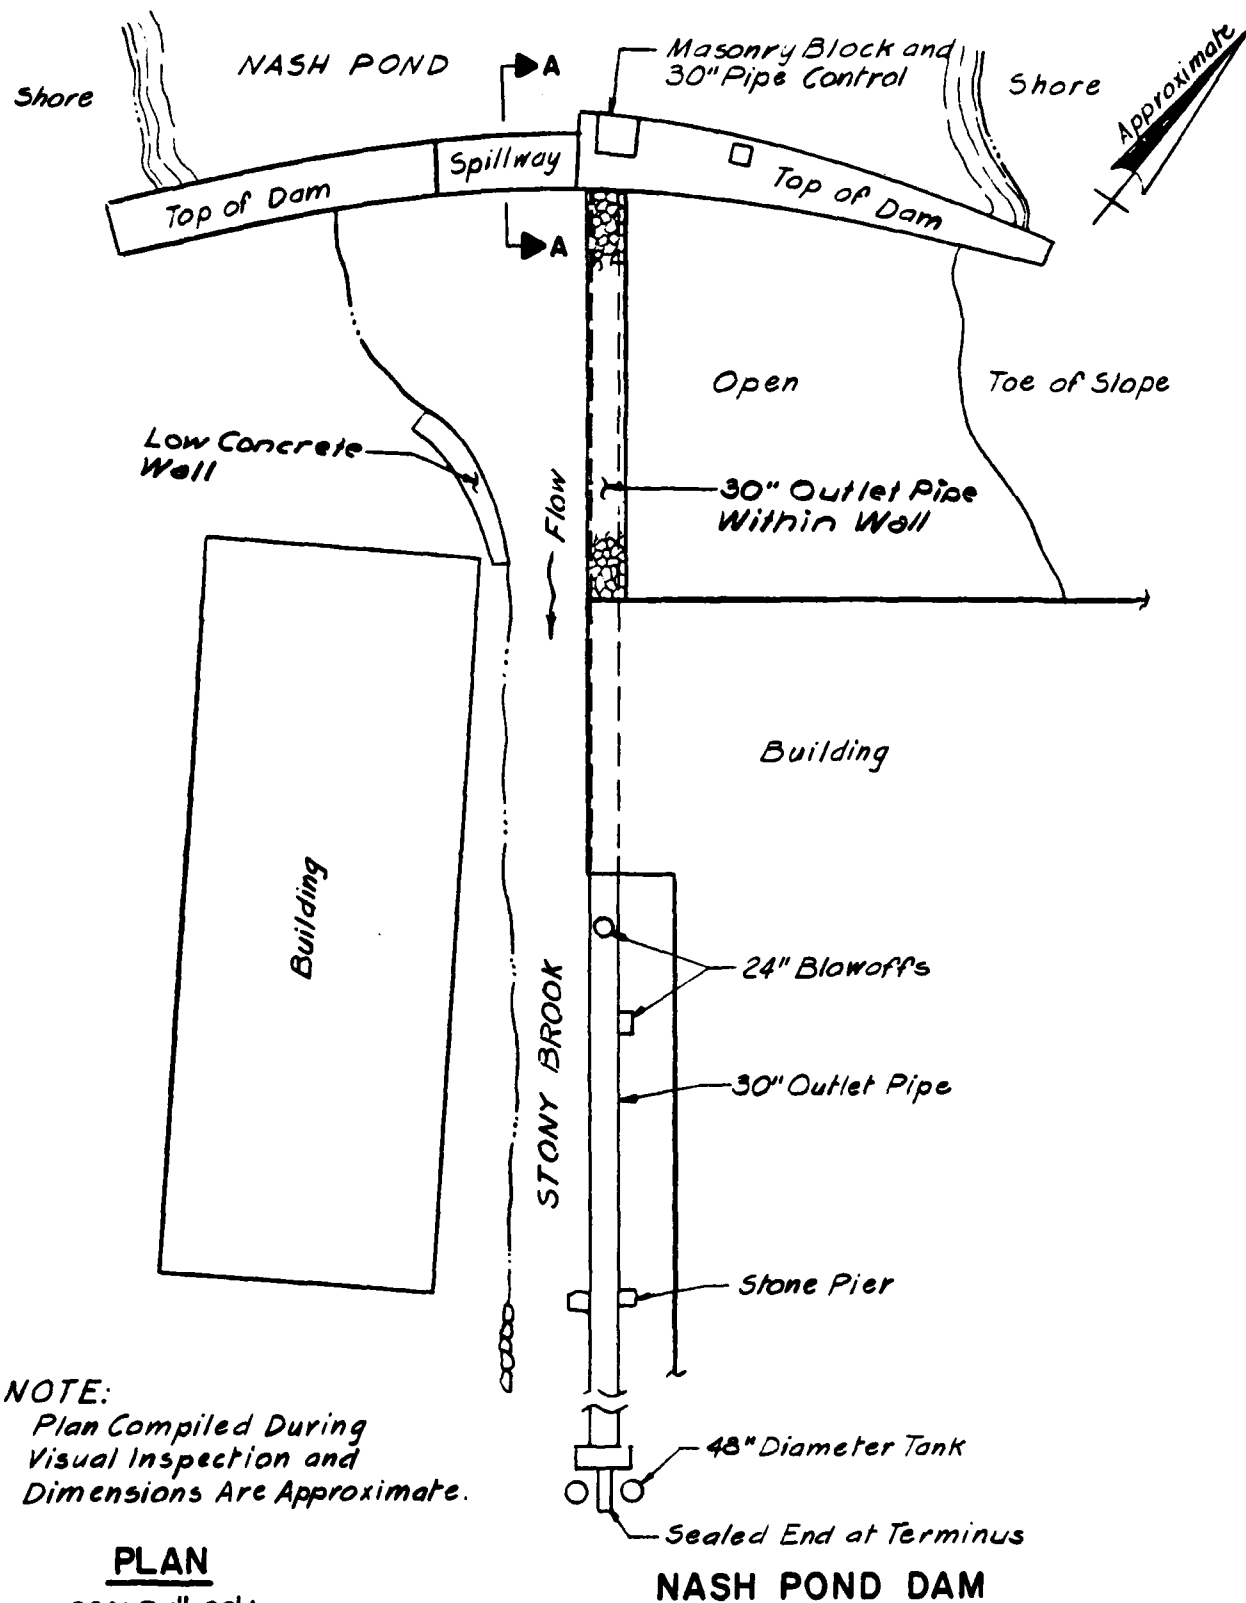 NASH POND
A
Masonry Block and
30" Pipe Control
Shore
Shore
Approximate
Spillway
Top of Dam
Top of Dam
A
Open
Toe of Slope
Low Concrete
Wall
Flow
30" Outlet Pipe
Within Wall
Building
Building
24" Blowoffs
STONY BROOK
30" Outlet Pipe
Stone Pier
NOTE:
Plan Compiled During
Visual Inspection and
Dimensions Are Approximate.
48" Diameter Tank
Sealed End at Terminus
PLAN
NASH POND DAM